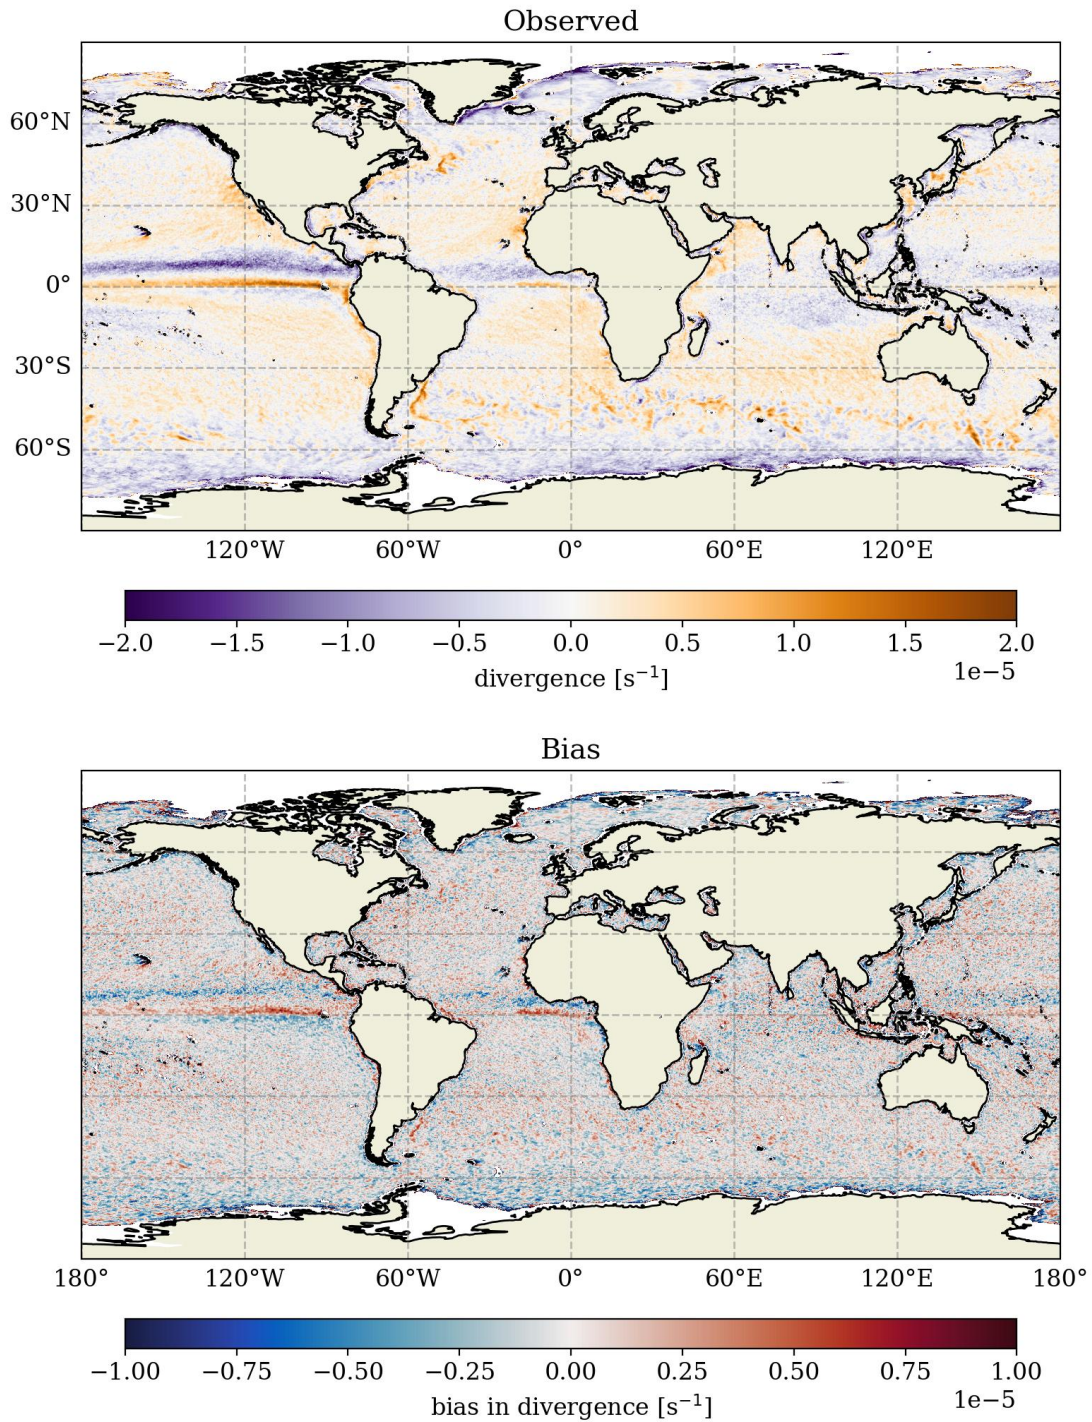 Observed
60°N
30°N
0°
30°S
60°S
120°W 60°W 0° 60°E 120°E
−2.0 −1.5 −1.0 −0.5 0.0 0.5 1.0 1.5 2.0
1e−5
divergence [s⁻¹]
Bias
180° 120°W 60°W 0° 60°E 120°E 180°
−1.00 −0.75 −0.50 −0.25 0.00 0.25 0.50 0.75 1.00
1e−5
bias in divergence [s⁻¹]